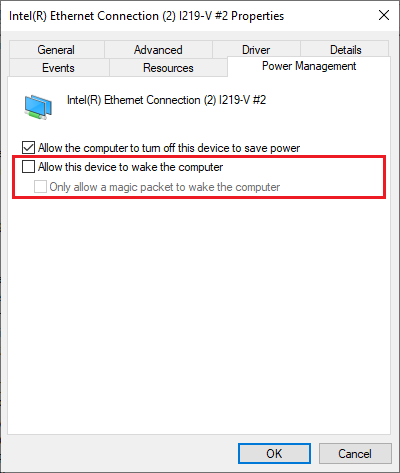 Intel(R) Ethernet Connection (2) I219-V #2 Properties
General Advanced Driver Details
Events Resources Power Management
Intel(R) Ethernet Connection (2) I219-V #2
Allow the computer to turn off this device to save power
Allow this device to wake the computer
Only allow a magic packet to wake the computer
OK Cancel